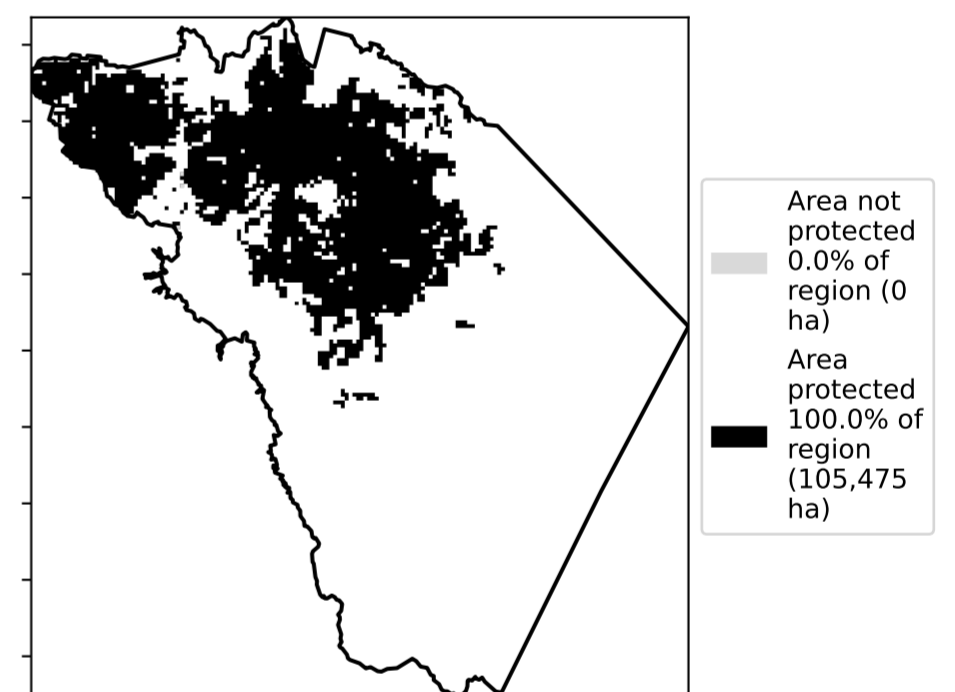 Area not
protected
0.0% of
region (0
ha)
Area
protected
100.0% of
region
(105,475
ha)